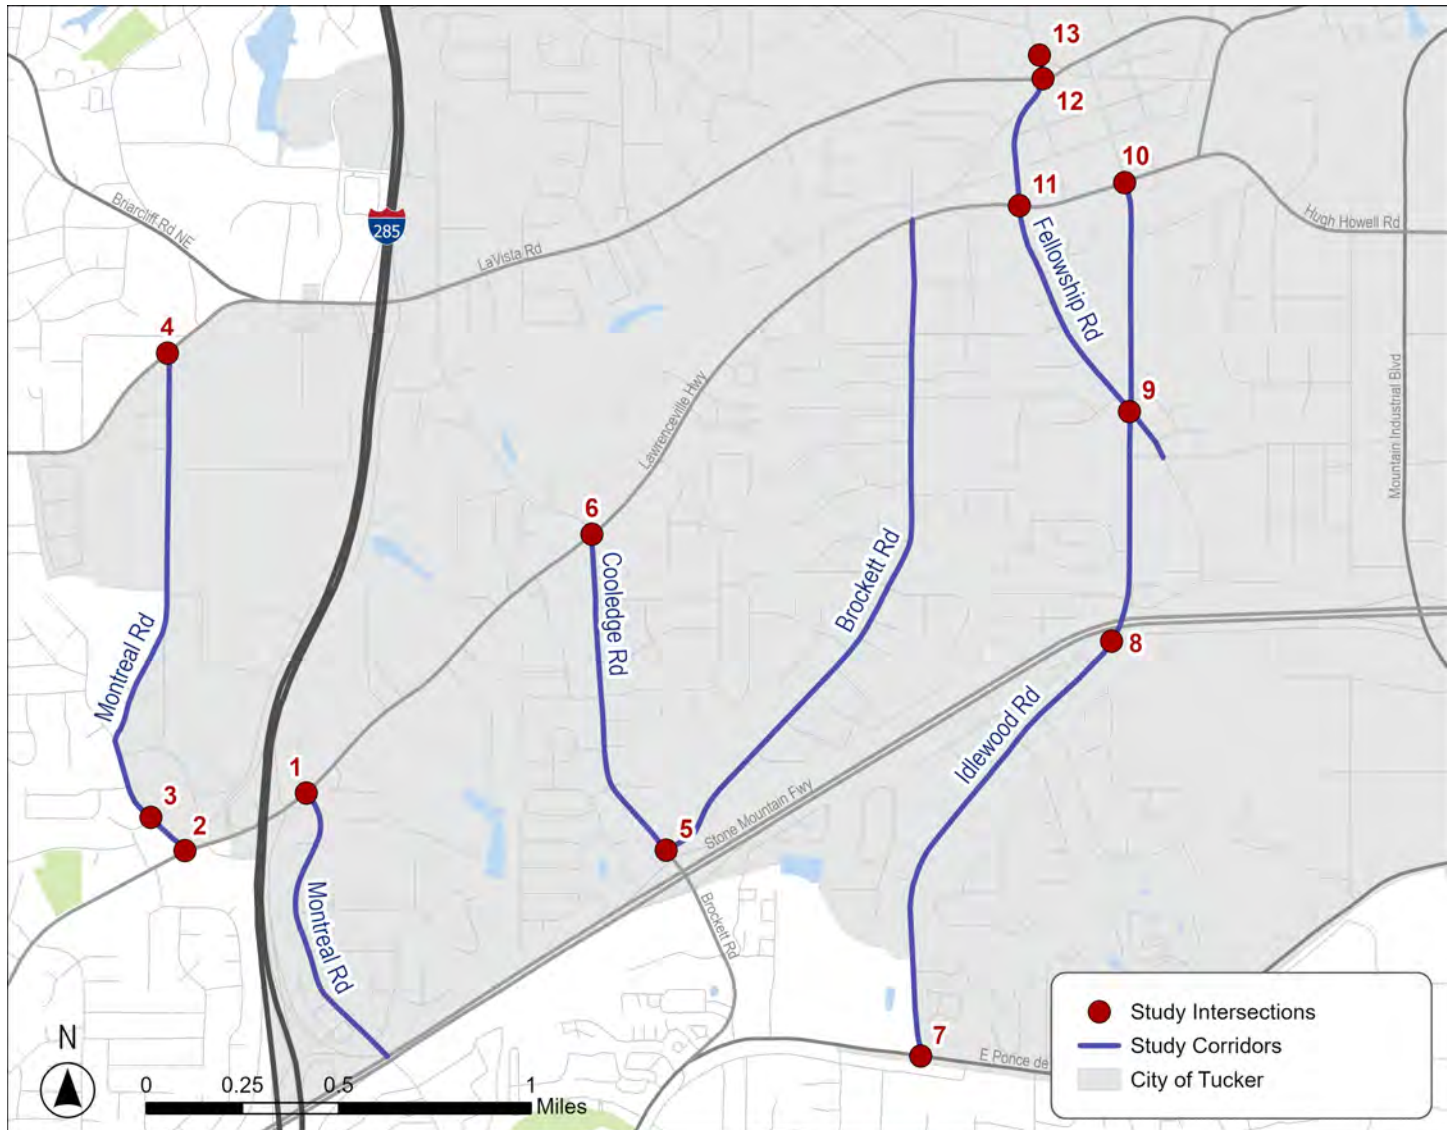 13
12
10
11
Briarcliff Rd NE
285
LaVista Rd
Hugh Howell Rd
Fellowship Rd
4
Lawrenceville Hwy
Mountain Industrial Blvd
9
6
Cooledge Rd
Brockett Rd
8
Montreal Rd
Idlewood Rd
1
3
2
5
Stone Mountain Fwy
Montreal Rd
Brockett Rd
7
E Ponce de
N
0 0.25 0.5 1
Miles
Study Intersections
Study Corridors
City of Tucker